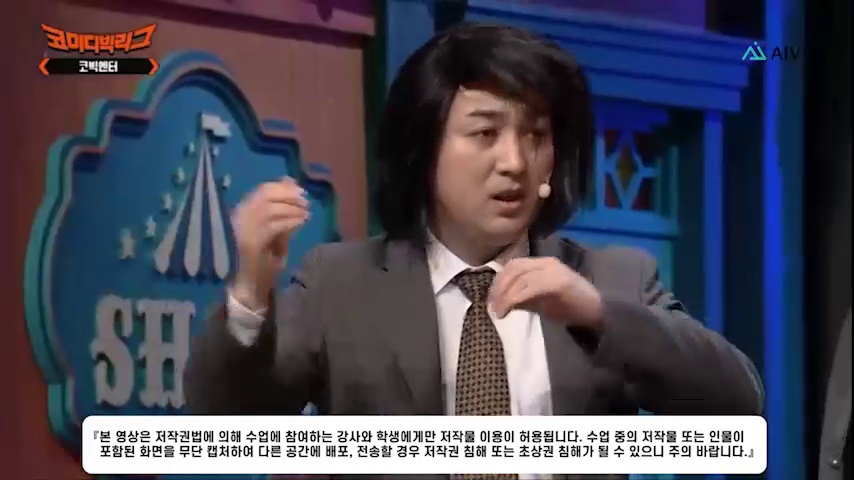 코미디빅리그
코빅엔터
AIV
SH
『본 영상은 저작권법에 의해 수업에 참여하는 강사와 학생에게만 저작물 이용이 허용됩니다. 수업 중의 저작물 또는 인물이
포함된 화면을 무단 캡처하여 다른 공간에 배포, 전송할 경우 저작권 침해 또는 초상권 침해가 될 수 있으니 주의 바랍니다.』